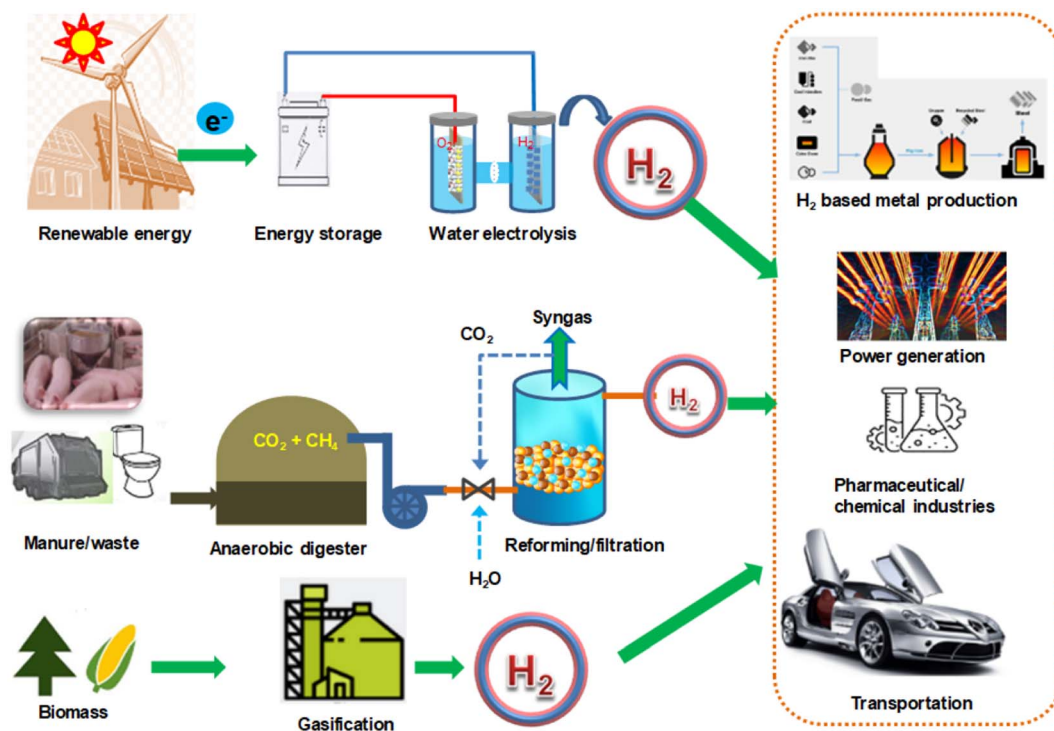 e-
O2
H2
H2
Renewable energy
Energy storage
Water electrolysis
H2 based metal production
Power generation
Syngas
CO2
H2
CO2 + CH4
Pharmaceutical/
chemical industries
Manure/waste
Anaerobic digester
Reforming/filtration
H2O
H2
Biomass
Gasification
Transportation